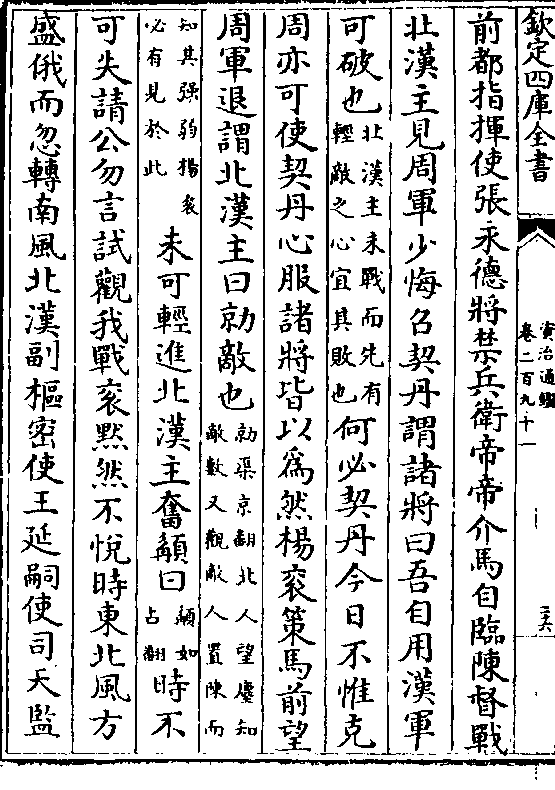 欽定四庫全書
資治通鑑
卷二百九十一
三六
前都指揮使張永德將禁兵衛帝帝介馬自臨陳督戰
北漢主見周軍少悔召契丹謂諸將曰吾自用漢軍
可破也北漢主未戰而先有輕敵之心宜其敗也何必契丹今日不惟克
周亦可使契丹心服諸將皆以為然楊衮策馬前望
周軍退謂北漢主曰勍敵也勍渠京翻北人望塵知敵數又觀敵人置陳而
知其强弱楊衮必有見於此未可輕進北漢主奮髯曰髯如占翻時不
可失請公勿言試觀我戰衮黙然不悦時東北風方
盛俄而忽轉南風北漢副樞密使王延嗣使司天監